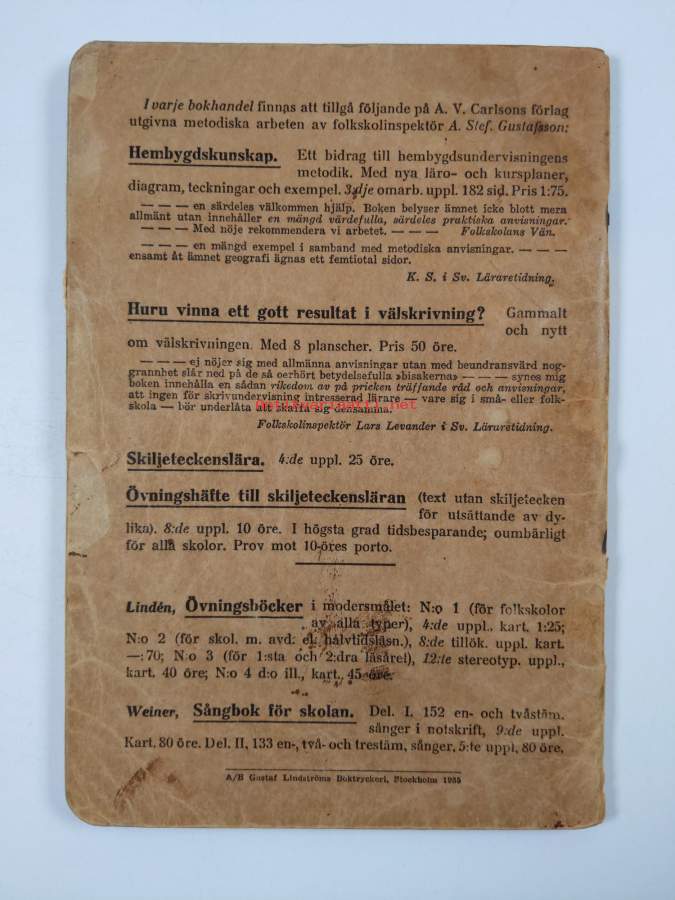 I varje bokhandel finnas att tillgå följande på A. V. Carlsons förlag
utgivna metodiska arbeten av folkskolinspektör A. Stef. Gustafsson:
Hembygdskunskap. Ett bidrag till hembygdsundervisningens
metodik. Med nya läro- och kursplaner,
diagram, teckningar och exempel. 3:dje omarb. uppl. 182 sid. Pris 1:75.
— — — en särdeles välkommen hjälp. Boken belyser ämnet icke blott mera
allmänt utan innehåller en mängd värdefulla, särdeles praktiska anvisningar.
— — — Med nöje rekommendera vi arbetet. — — — Folkskolans Vän.
— — — en mängd exempel i samband med metodiska anvisningar. — — —
ensamt åt ämnet geografi ägnas ett femtiotal sidor.
K. S. i Sv. Läraretidning.
Huru vinna ett gott resultat i välskrivning? Gammalt
och nytt
om välskrivningen. Med 8 planscher. Pris 50 öre.
— — — ej nöjer sig med allmänna anvisningar utan med beundransvärd nog-
grannhet slår ned på de så oerhört betydelsefulla »bisakerna» — — — synes mig
boken innehålla en sådan rikedom av på pricken träffande råd och anvisningar,
att ingen för skrivundervisning intresserad lärare — vare sig i små- eller folk-
skola — bör underlåta att skaffa sig densamma.
Folkskolinspektör Lars Levander i Sv. Läraretidning.
Skiljeteckenslära. 4:de uppl. 25 öre.
Övningshäfte till skiljeteckensläran (text utan skiljetecken
för utsättande av dy-
lika). 8:de uppl. 10 öre. I högsta grad tidsbesparande; oumbärligt
för alla skolor. Prov mot 10-öres porto.
Lindén, Övningsböcker i modersmålet: N:o 1 (för folkskolor
av alla typer), 4:de uppl., kart. 1:25;
N:o 2 (för skol. m. avd. el. halvtidsläsn.), 8:de tillök. uppl. kart.
—:70; N:o 3 (för 1:sta och 2:dra läsåret), 12:te stereotyp. uppl.,
kart. 40 öre; N:o 4 d:o ill., kart. 45 öre.
Weiner, Sångbok för skolan. Del. I, 152 en- och tvåstäm.
sånger i notskrift, 9:de uppl.
Kart. 80 öre. Del. II, 133 en-, två- och trestäm. sånger. 5:te uppl. 80 öre.
A/B Gustaf Lindströms Boktryckeri, Stockholm 1935